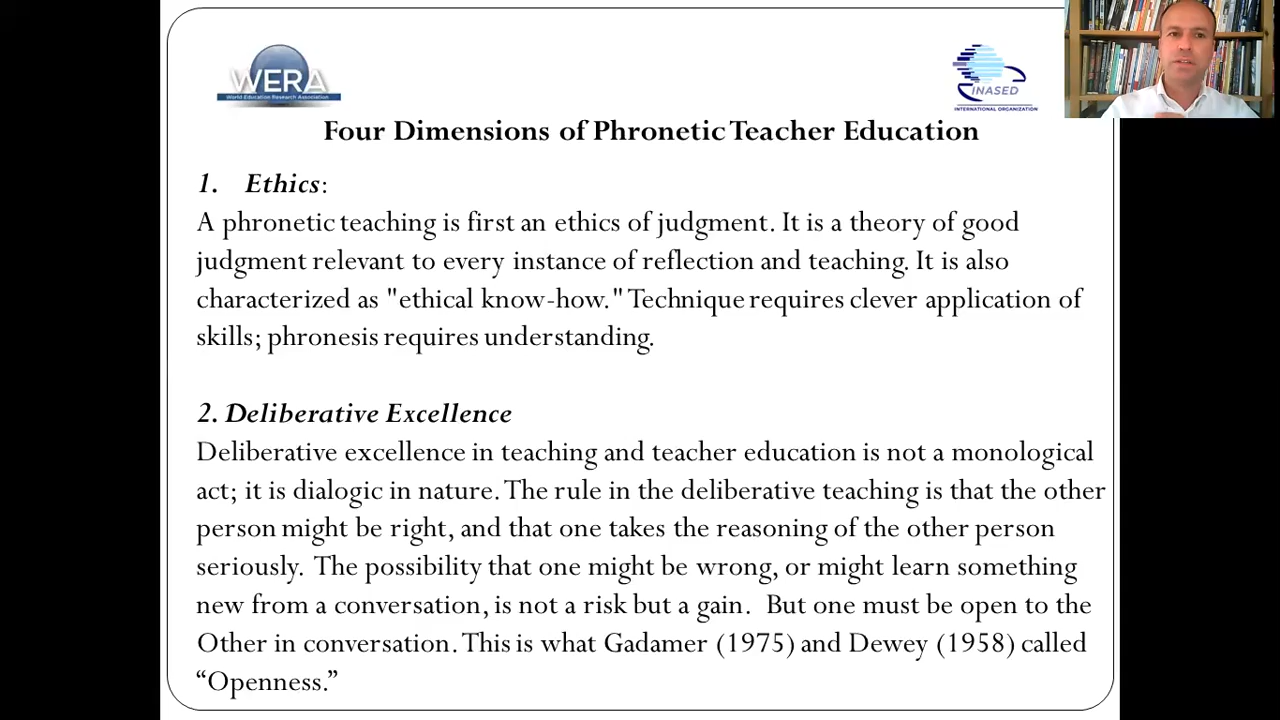 WERA
World Education Research Association
INASED
INTERNATIONAL ORGANIZATION
Four Dimensions of Phronetic Teacher Education
1. Ethics:
A phronetic teaching is first an ethics of judgment. It is a theory of good
judgment relevant to every instance of reflection and teaching. It is also
characterized as "ethical know-how." Technique requires clever application of
skills; phronesis requires understanding.
2. Deliberative Excellence
Deliberative excellence in teaching and teacher education is not a monological
act; it is dialogic in nature. The rule in the deliberative teaching is that the other
person might be right, and that one takes the reasoning of the other person
seriously. The possibility that one might be wrong, or might learn something
new from a conversation, is not a risk but a gain. But one must be open to the
Other in conversation. This is what Gadamer (1975) and Dewey (1958) called
“Openness.”